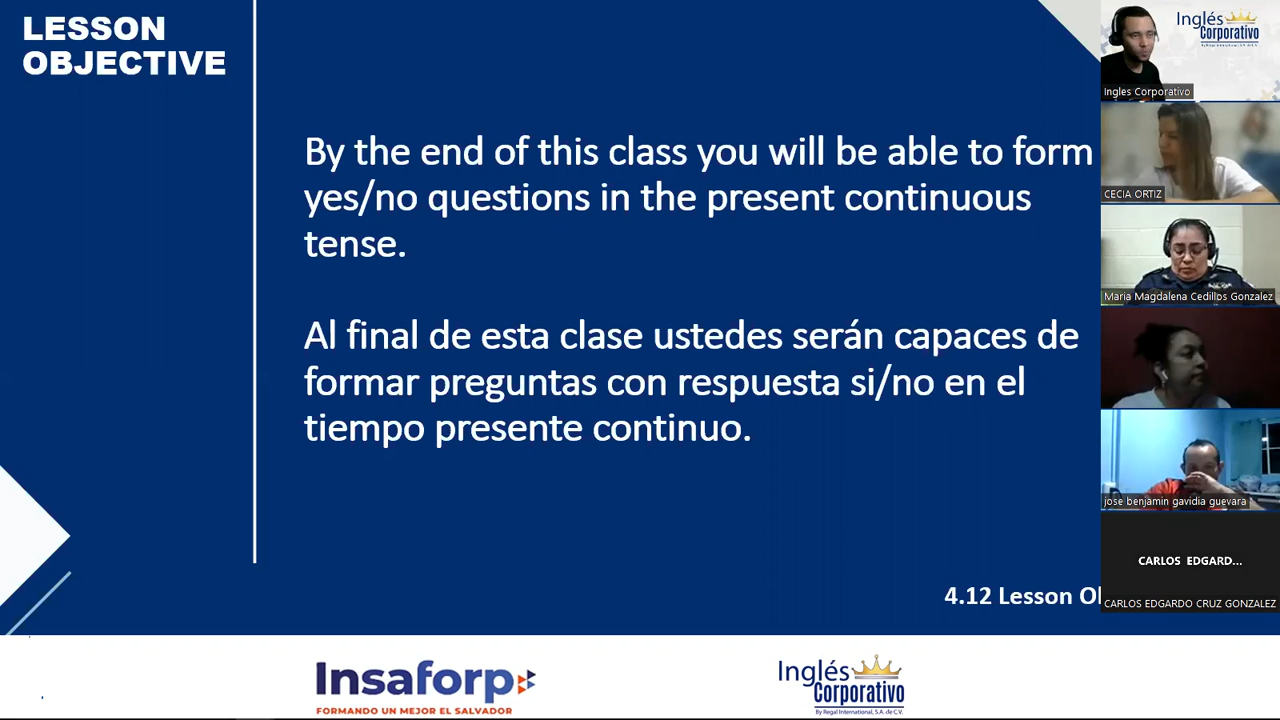 LESSON
OBJECTIVE
By the end of this class you will be able to form
yes/no questions in the present continuous
tense.
Al final de esta clase ustedes serán capaces de
formar preguntas con respuesta si/no en el
tiempo presente continuo.
4.12 Lesson
Insaforp
FORMANDO UN MEJOR EL SALVADOR
Inglés
Corporativo
By Regal International, S.A. de C.V.
Inglés
Corporativo
Ingles Corporativo
CECIA ORTIZ
Maria Magdalena Cedillos Gonzalez
jose benjamin gavidia guevara
CARLOS EDGARD...
CARLOS EDGARDO CRUZ GONZALEZ